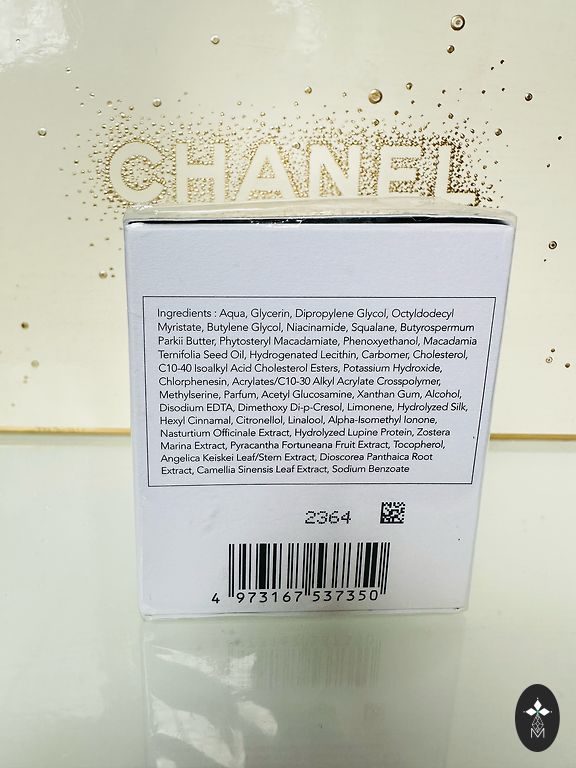 CHANEL
Ingredients : Aqua, Glycerin, Dipropylene Glycol, Octyldodecyl
Myristate, Butylene Glycol, Niacinamide, Squalane, Butyrospermum
Parkii Butter, Phytosteryl Macadamiate, Phenoxyethanol, Macadamia
Ternifolia Seed Oil, Hydrogenated Lecithin, Carbomer, Cholesterol,
C10-40 Isoalkyl Acid Cholesterol Esters, Potassium Hydroxide,
Chlorphenesin, Acrylates/C10-30 Alkyl Acrylate Crosspolymer,
Methylserine, Parfum, Acetyl Glucosamine, Xanthan Gum, Alcohol,
Disodium EDTA, Dimethoxy Di-p-Cresol, Limonene, Hydrolyzed Silk,
Hexyl Cinnamal, Citronellol, Linalool, Alpha-Isomethyl Ionone,
Nasturtium Officinale Extract, Hydrolyzed Lupine Protein, Zostera
Marina Extract, Pyracantha Fortuneana Fruit Extract, Tocopherol,
Angelica Keiskei Leaf/Stem Extract, Dioscorea Panthaica Root
Extract, Camellia Sinensis Leaf Extract, Sodium Benzoate
2364
4 973167 537350
M